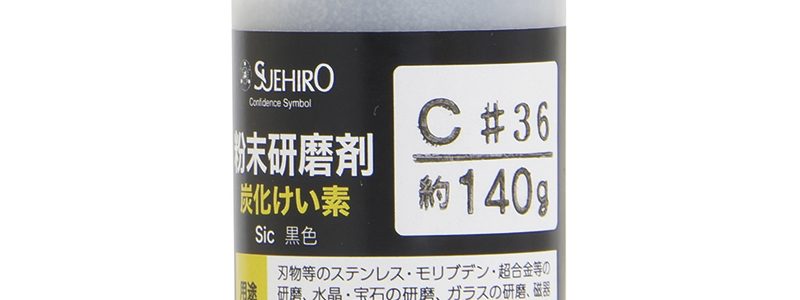 SUEHIRO
Confidence Symbol
粉末研磨剤
炭化けい素
Sic 黒色
C #36
約140g
用途
刃物等のステンレス・モリブデン・超合金等の
研磨、水晶・宝石の研磨、ガラスの研磨、磁器